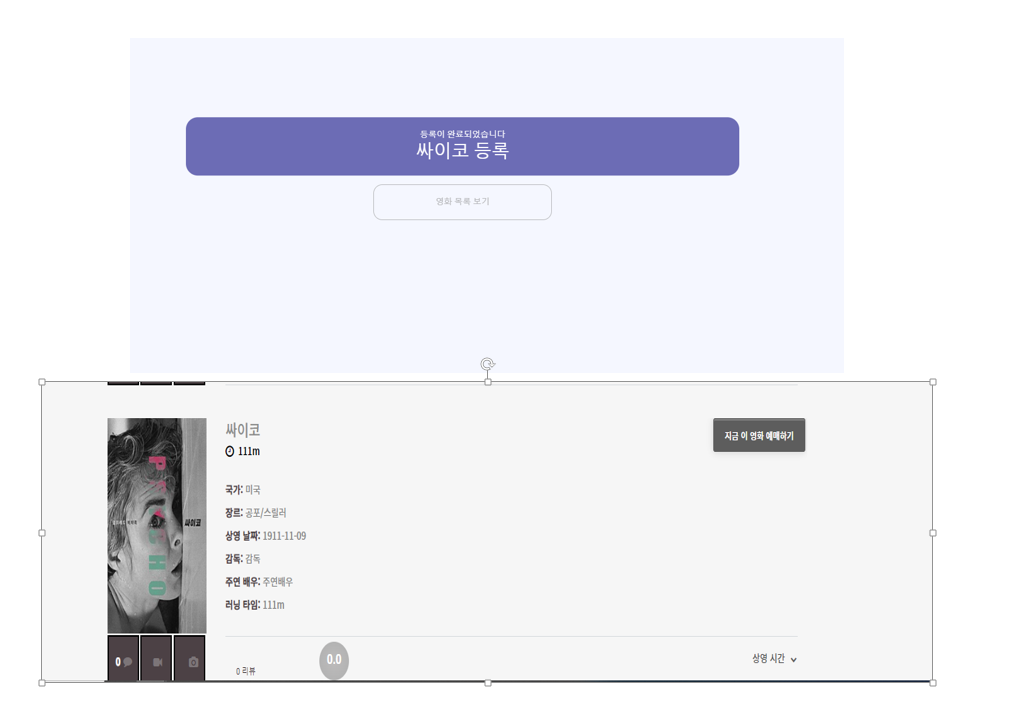 등록이 완료되었습니다
싸이코 등록
영화 목록 보기
싸이코
111m
지금 이 영화 예매하기
국가: 미국
장르: 공포/스릴러
상영 날짜: 1911-11-09
감독: 감독
주연 배우: 주연배우
러닝 타임: 111m
싸이코
0
0 리뷰
0.0
상영 시간